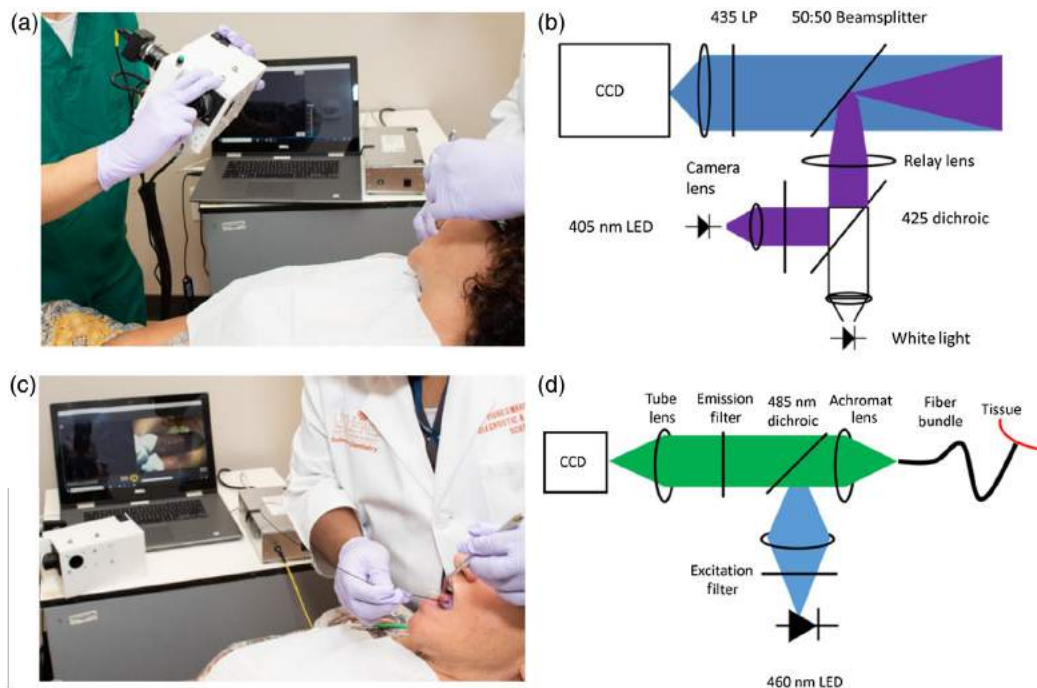 (a)
(b)
435 LP
50:50 Beamsplitter
CCD
Relay lens
Camera
lens
405 nm LED
425 dichroic
White light
(c)
DIAGNOSTIC &
(d)
Tube
lens
Emission
filter
485 nm
dichroic
Achromat
lens
Fiber
bundle
Tissue
CCD
Excitation
filter
460 nm LED